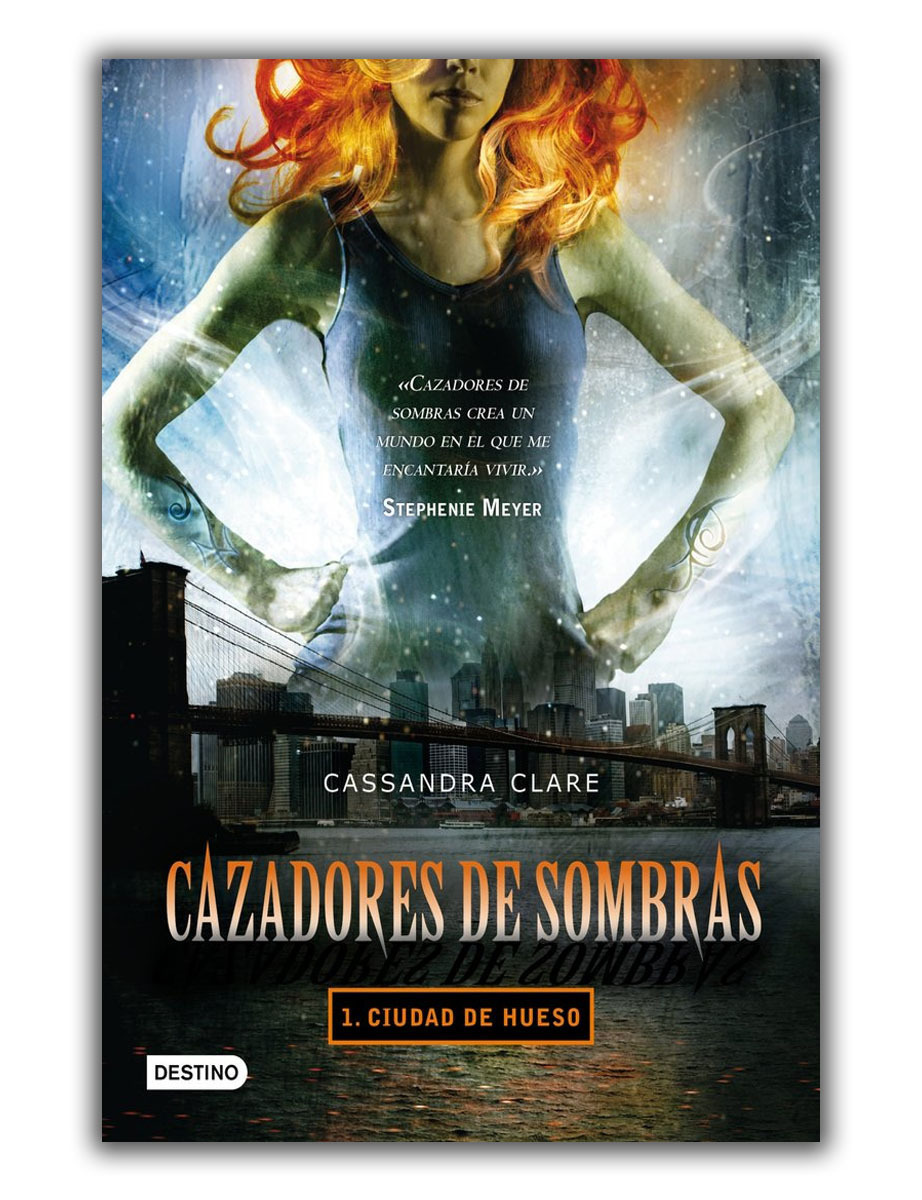 «CAZADORES DE
SOMBRAS CREA UN
MUNDO EN EL QUE ME
ENCANTARÍA VIVIR.»
STEPHENIE MEYER
CASSANDRA CLARE
CAZADORES DE SOMBRAS
1. CIUDAD DE HUESO
DESTINO